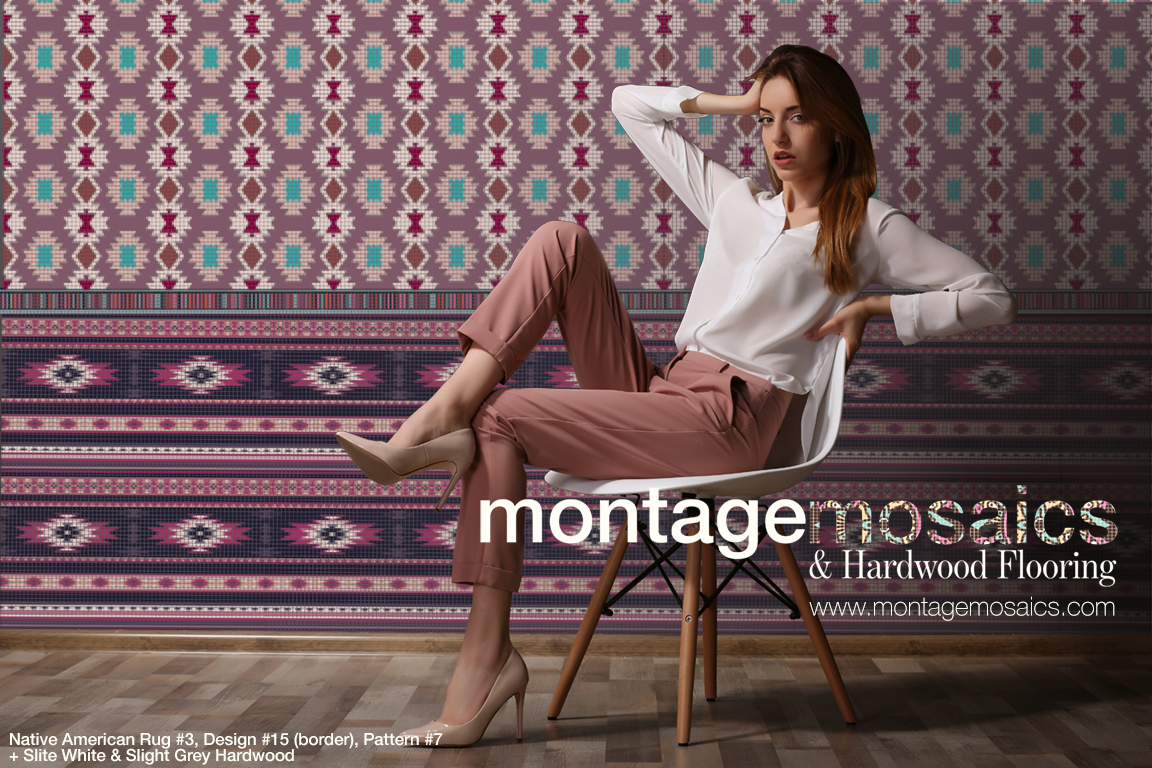 montagemosaics
& Hardwood Flooring
www.montagemosaics.com
Native American Rug #3, Design #15 (border), Pattern #7
+ Slite White & Slight Grey Hardwood